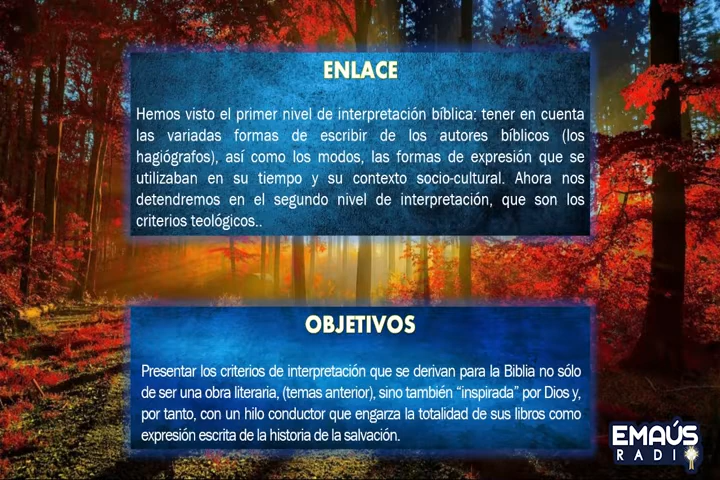 ENLACE
Hemos visto el primer nivel de interpretación bíblica: tener en cuenta
las variadas formas de escribir de los autores bíblicos (los
hagiógrafos), así como los modos, las formas de expresión que se
utilizaban en su tiempo y su contexto socio-cultural. Ahora nos
detendremos en el segundo nivel de interpretación, que son los
criterios teológicos..
OBJETIVOS
Presentar los criterios de interpretación que se derivan para la Biblia no sólo
de ser una obra literaria, (temas anterior), sino también “inspirada” por Dios y,
por tanto, con un hilo conductor que engarza la totalidad de sus libros como
expresión escrita de la historia de la salvación.
EMAÚS
RADI